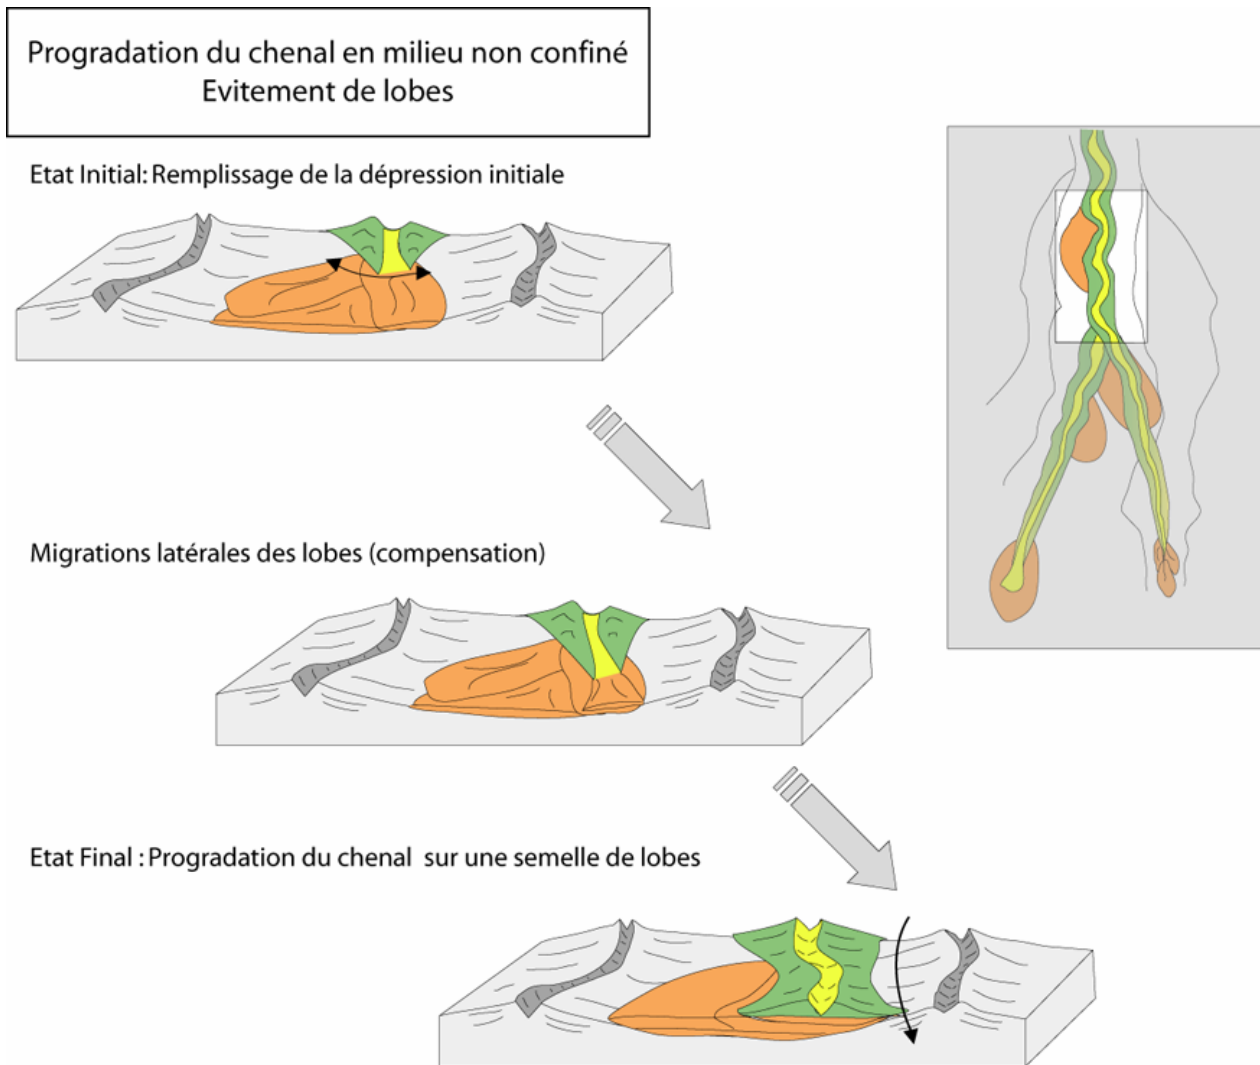 Progradation du chenal en milieu non confiné
Evitement de lobes
Etat Initial: Remplissage de la dépression initiale
Migrations latérales des lobes (compensation)
Etat Final : Progradation du chenal sur une semelle de lobes